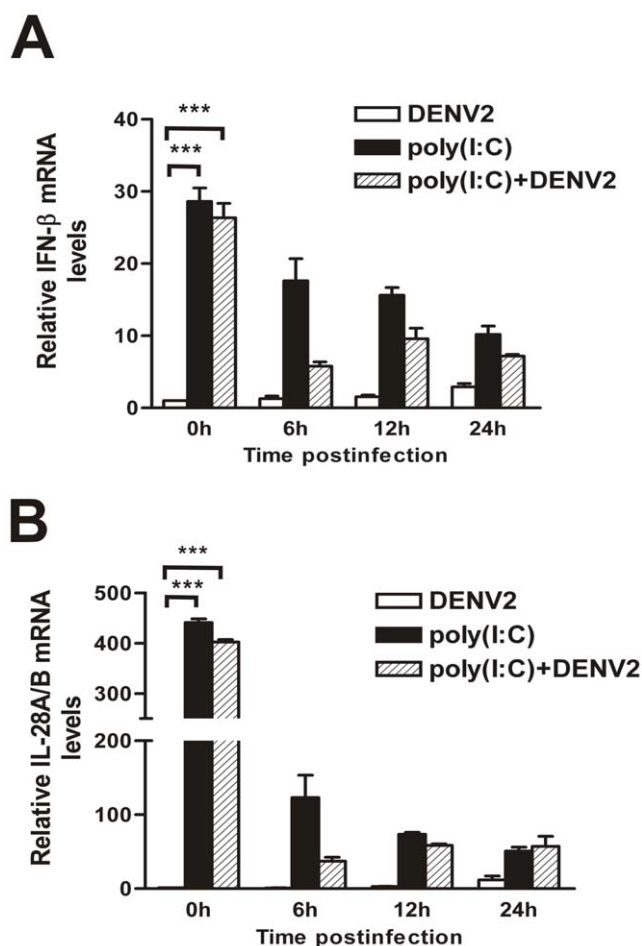 A
Relative IFN-β mRNA
levels
40
30
20
10
0
***
***
DENV2
poly(I:C)
poly(I:C)+DENV2
0h 6h 12h 24h
Time postinfection
B
Relative IL-28A/B mRNA
levels
500
400
300
200
100
0
***
***
DENV2
poly(I:C)
poly(I:C)+DENV2
0h 6h 12h 24h
Time postinfection